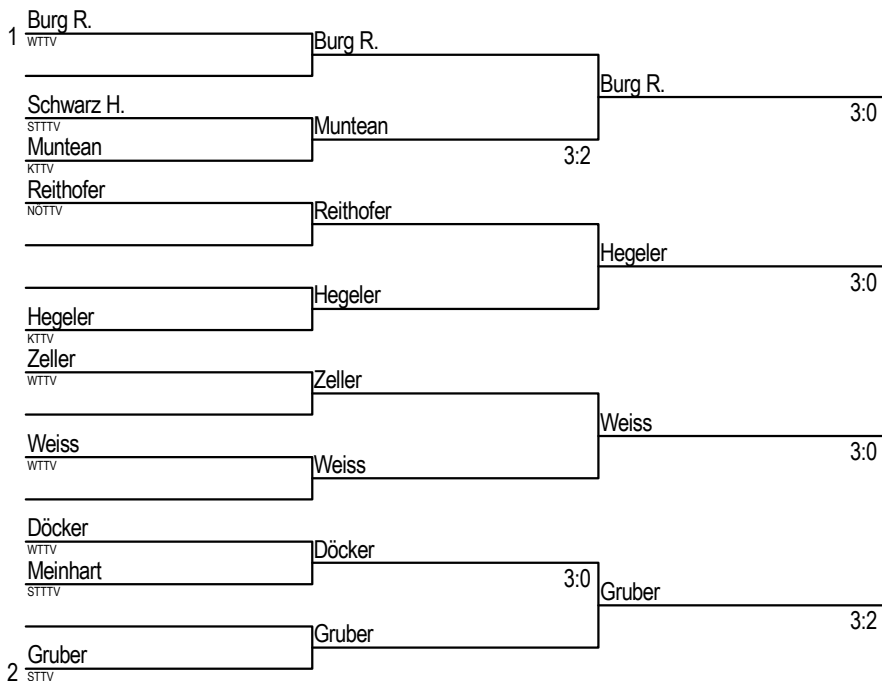 1 Burg R.
WTTV
Burg R.
Burg R.
3:0
Schwarz H.
STTTV
Muntean
3:2
Muntean
KTTV
Reithofer
NÖTTV
Reithofer
Hegeler
3:0
Hegeler
Hegeler
KTTV
Zeller
WTTV
Zeller
Weiss
3:0
Weiss
WTTV
Weiss
Döcker
WTTV
Döcker
3:0
Meinhart
STTTV
Gruber
3:2
Gruber
2 Gruber
STTV